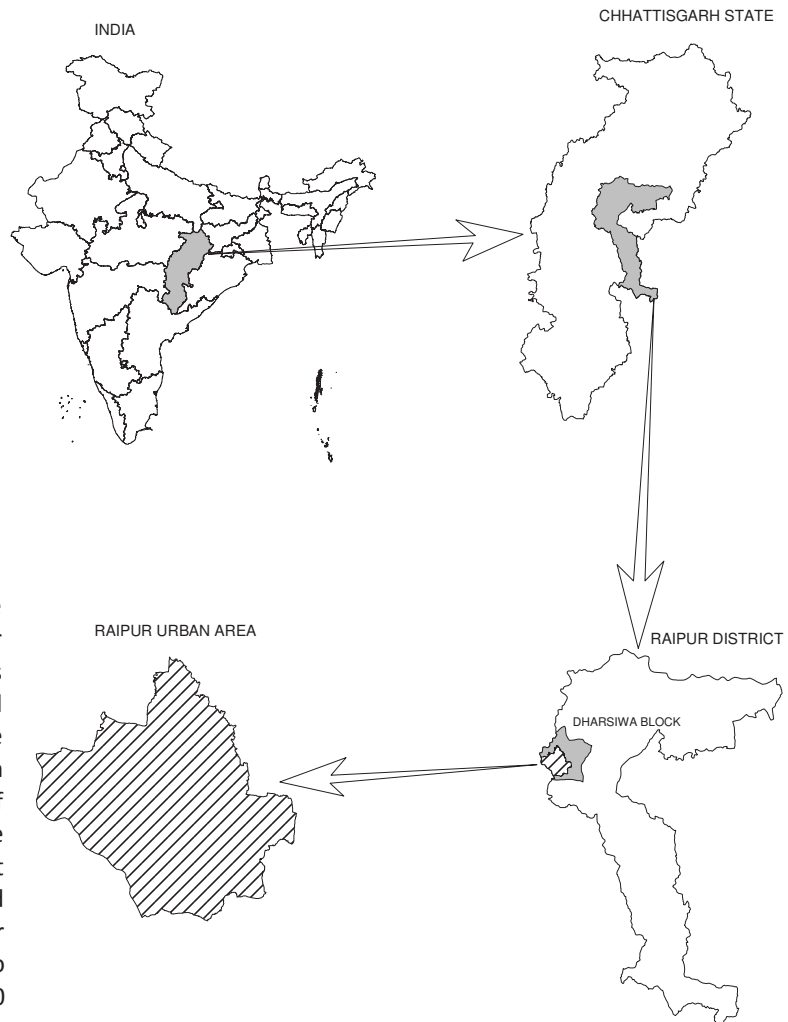 INDIA
CHHATTISGARH STATE
RAIPUR URBAN AREA
RAIPUR DISTRICT
DHARSIWA BLOCK